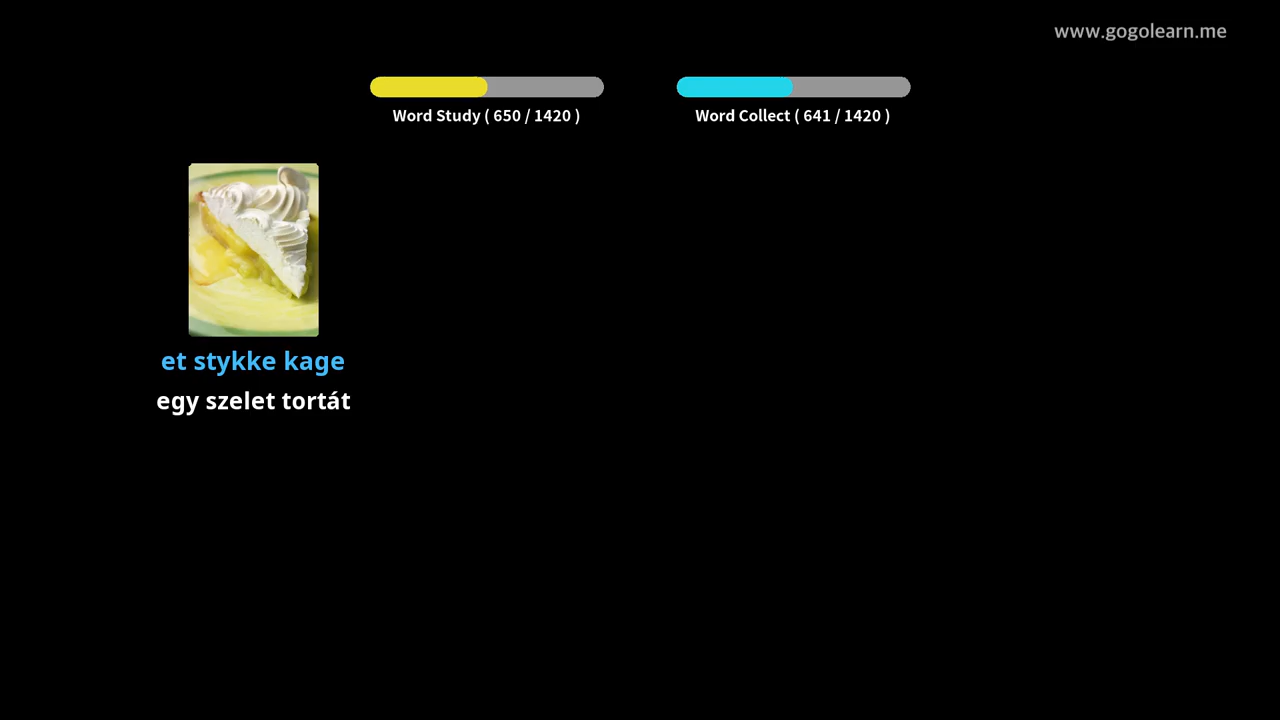 www.gogolearn.me
Word Study ( 650 / 1420 )
Word Collect ( 641 / 1420 )
et stykke kage
egy szelet tortát